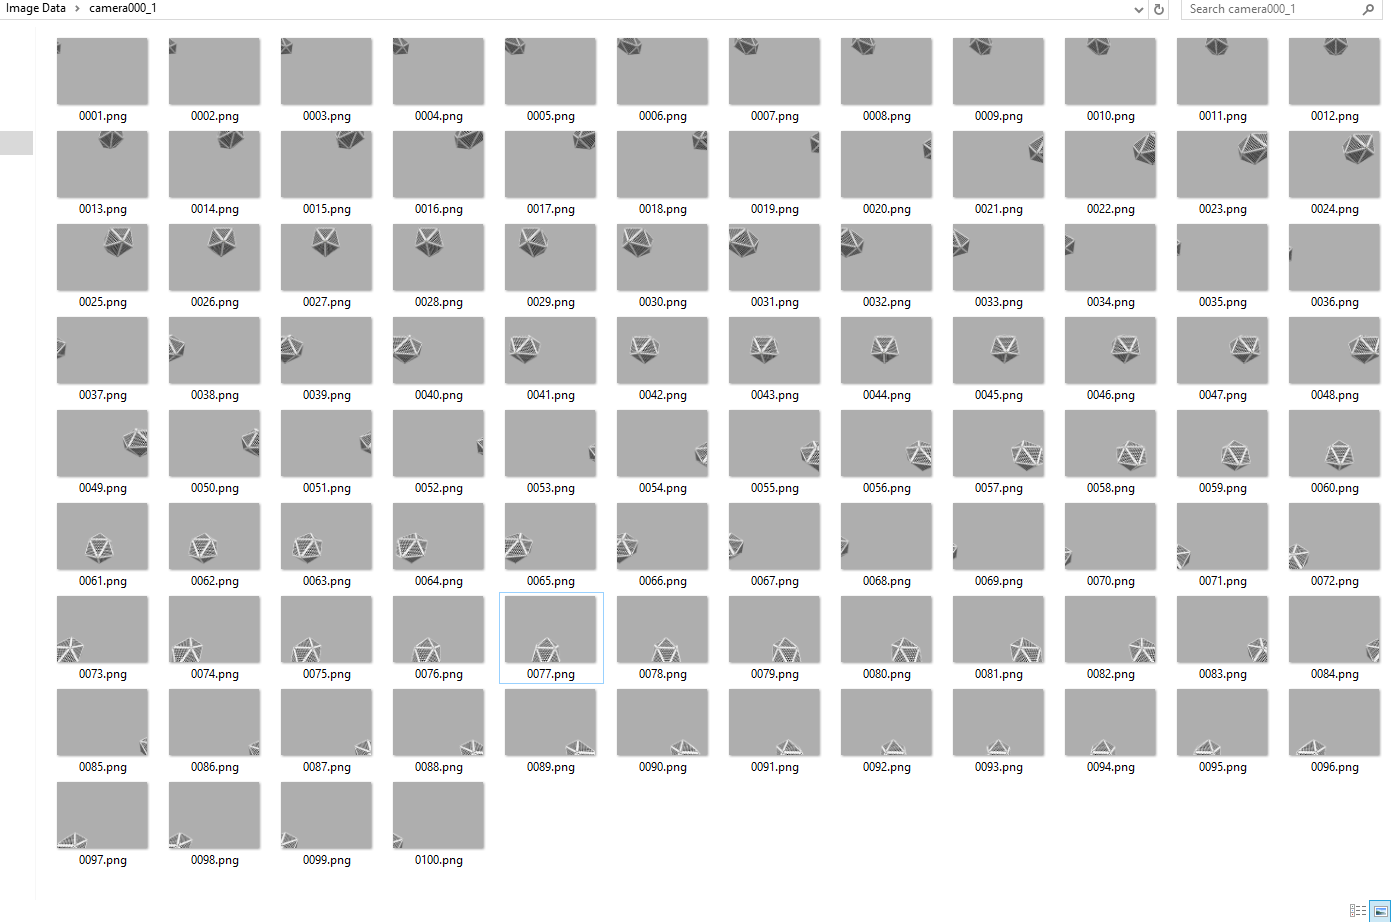 Image Data > camera000_1
Search camera000_1
0001.png 0002.png 0003.png 0004.png 0005.png 0006.png 0007.png 0008.png 0009.png 0010.png 0011.png 0012.png
0013.png 0014.png 0015.png 0016.png 0017.png 0018.png 0019.png 0020.png 0021.png 0022.png 0023.png 0024.png
0025.png 0026.png 0027.png 0028.png 0029.png 0030.png 0031.png 0032.png 0033.png 0034.png 0035.png 0036.png
0037.png 0038.png 0039.png 0040.png 0041.png 0042.png 0043.png 0044.png 0045.png 0046.png 0047.png 0048.png
0049.png 0050.png 0051.png 0052.png 0053.png 0054.png 0055.png 0056.png 0057.png 0058.png 0059.png 0060.png
0061.png 0062.png 0063.png 0064.png 0065.png 0066.png 0067.png 0068.png 0069.png 0070.png 0071.png 0072.png
0073.png 0074.png 0075.png 0076.png 0077.png 0078.png 0079.png 0080.png 0081.png 0082.png 0083.png 0084.png
0085.png 0086.png 0087.png 0088.png 0089.png 0090.png 0091.png 0092.png 0093.png 0094.png 0095.png 0096.png
0097.png 0098.png 0099.png 0100.png